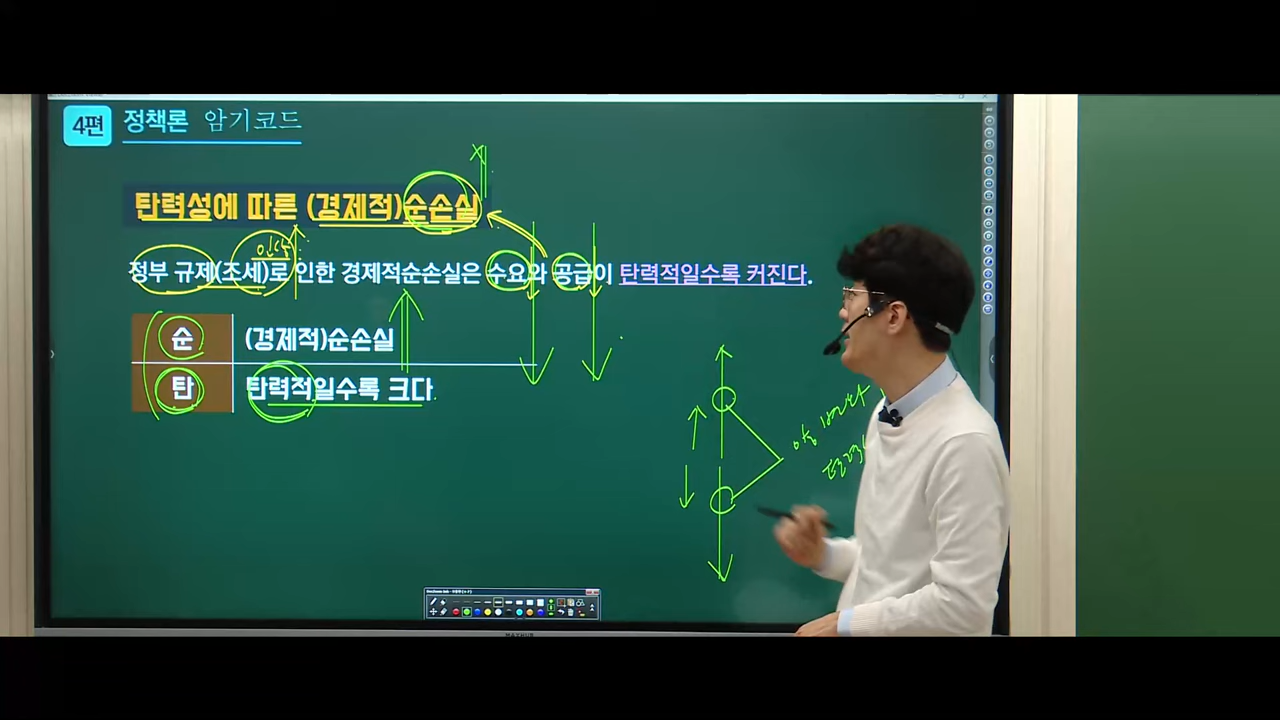 4편 정책론 암기코드
탄력성에 따른 (경제적)순손실
인상
정부 규제(조세)로 인한 경제적순손실은 수요와 공급이 탄력적일수록 커진다.
순 (경제적)순손실
탄 탄력적일수록 크다.
MAXHUB